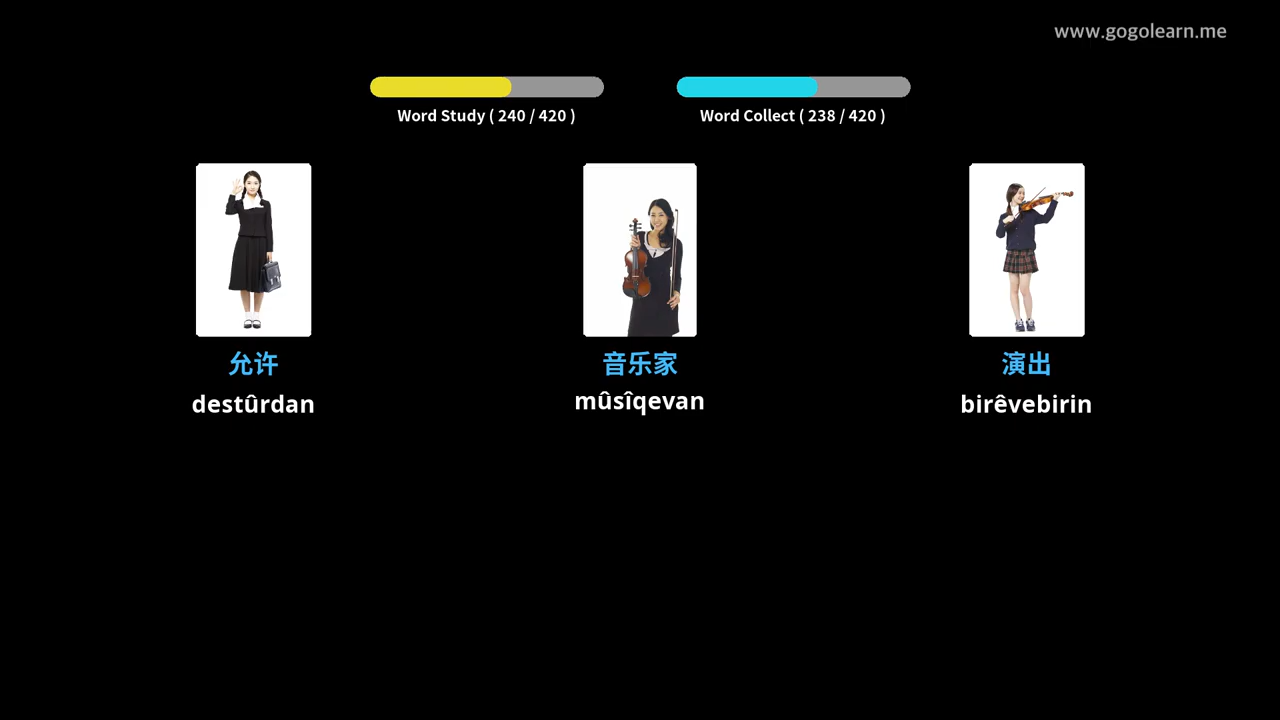 www.gogolearn.me
Word Study ( 240 / 420 )
Word Collect ( 238 / 420 )
允许
音乐家
演出
destûrdan
mûsîqevan
birêvebirin